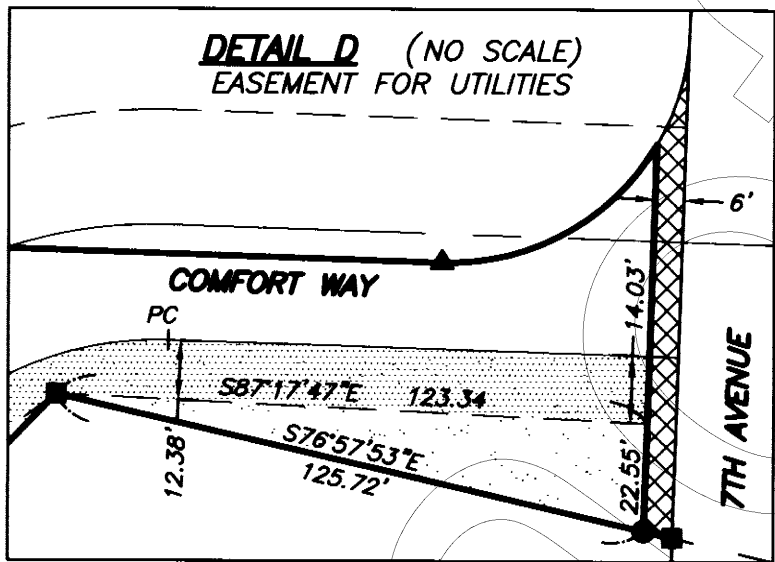 DETAIL D (NO SCALE)
EASEMENT FOR UTILITIES
6'
COMFORT WAY
PC
14.03'
S87°17'47"E 123.34
S76°57'53"E
125.72'
12.38'
22.55'
7TH AVENUE